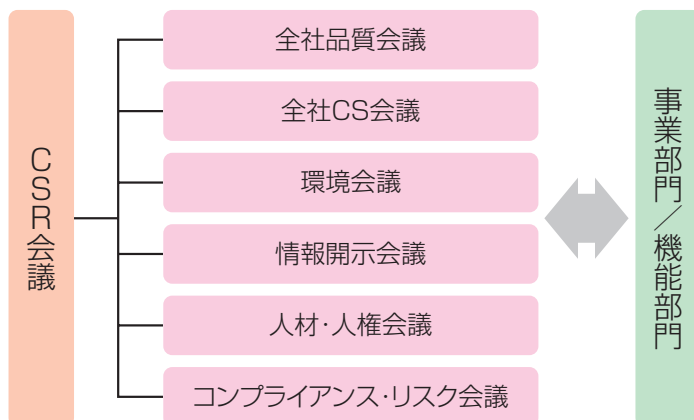 CSR会議
全社品質会議
全社CS会議
環境会議
情報開示会議
人材・人権会議
コンプライアンス・リスク会議
事業部門／機能部門